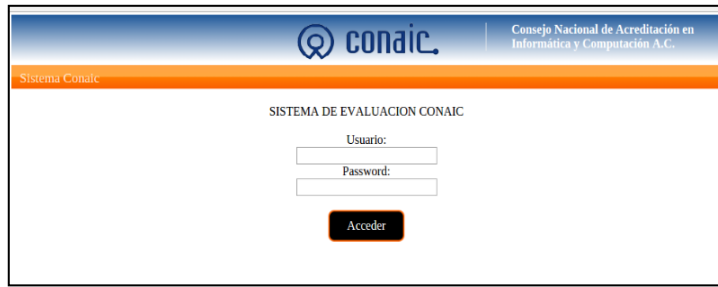 conaic.
Consejo Nacional de Acreditación en
Informática y Computación A.C.
Sistema Conaic
SISTEMA DE EVALUACION CONAIC
Usuario:
Password:
Acceder